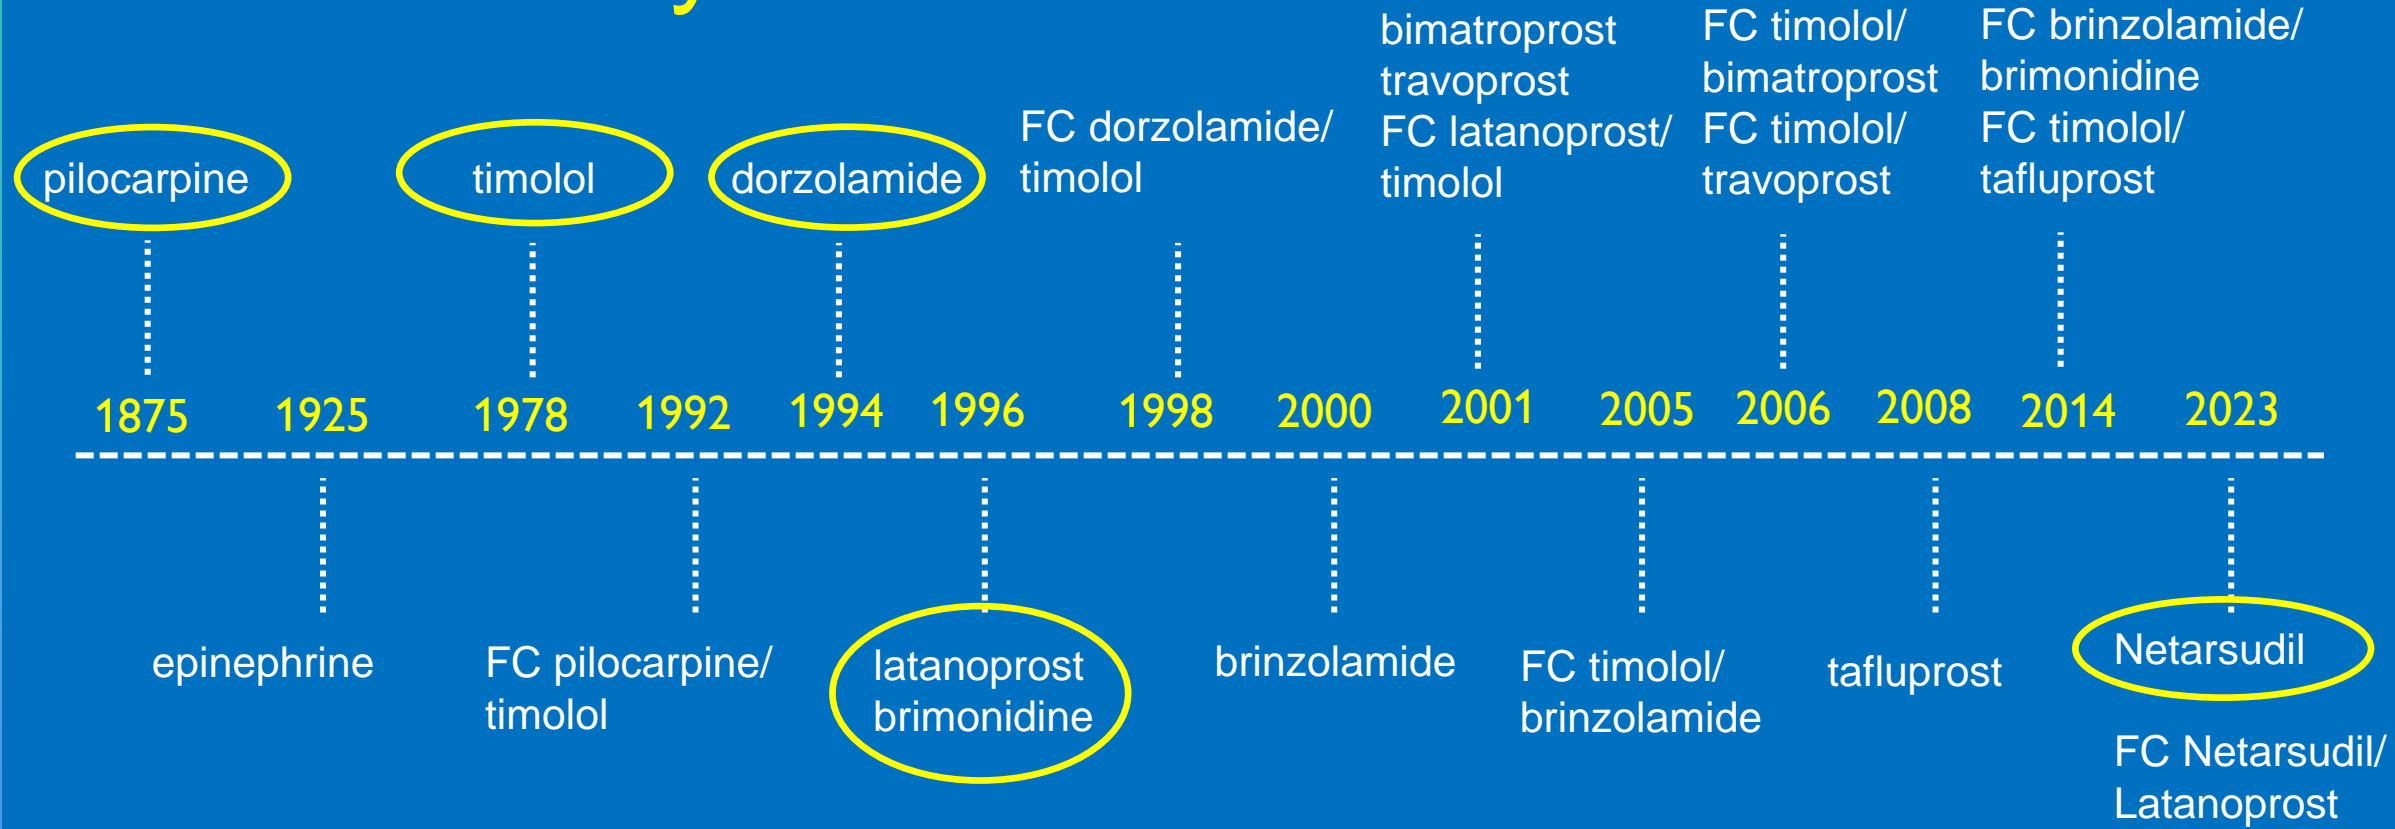 bimatroprost
travoprost
FC latanoprost/
timolol
FC timolol/
bimatroprost
FC timolol/
travoprost
FC brinzolamide/
brimonidine
FC timolol/
tafluprost
pilocarpine
timolol
dorzolamide
FC dorzolamide/
timolol
1875 1925 1978 1992 1994 1996 1998 2000 2001 2005 2006 2008 2014 2023
epinephrine
FC pilocarpine/
timolol
latanoprost
brimonidine
brinzolamide
FC timolol/
brinzolamide
tafluprost
Netarsudil
FC Netarsudil/
Latanoprost